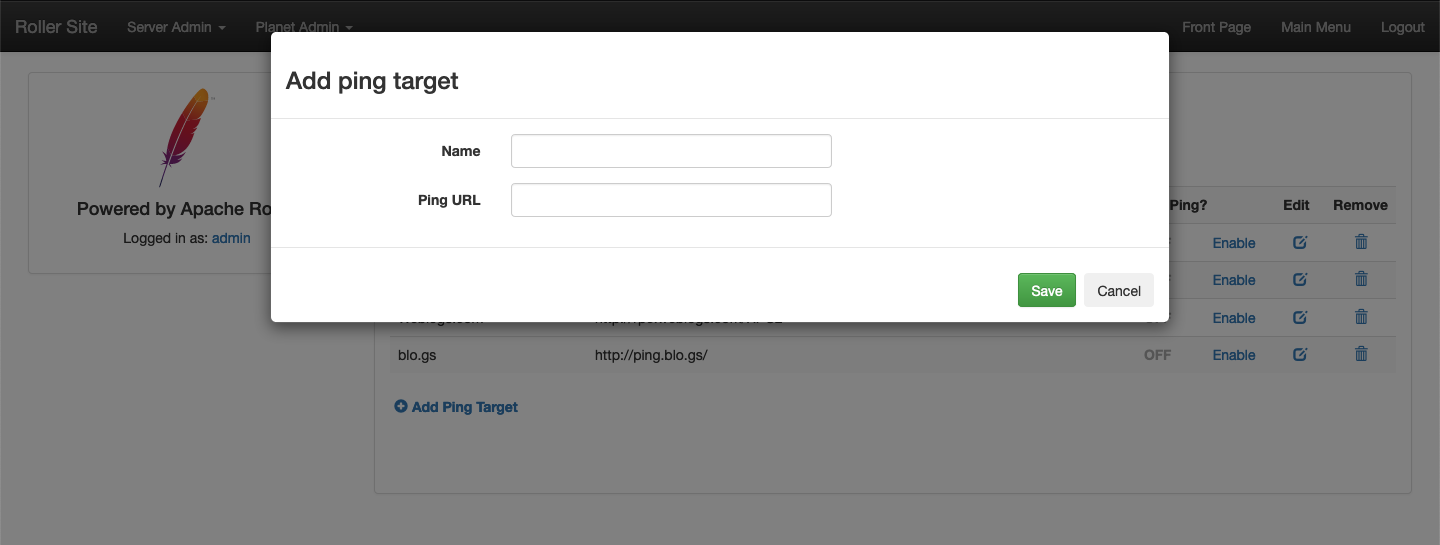 Roller Site Server Admin Planet Admin Front Page Main Menu Logout
Add ping target
Name
Ping URL
Save Cancel
Powered by Apache Ro
Logged in as: admin
Ping? Edit Remove
Enable
Enable
Enable
blo.gs http://ping.blo.gs/ OFF Enable
Add Ping Target